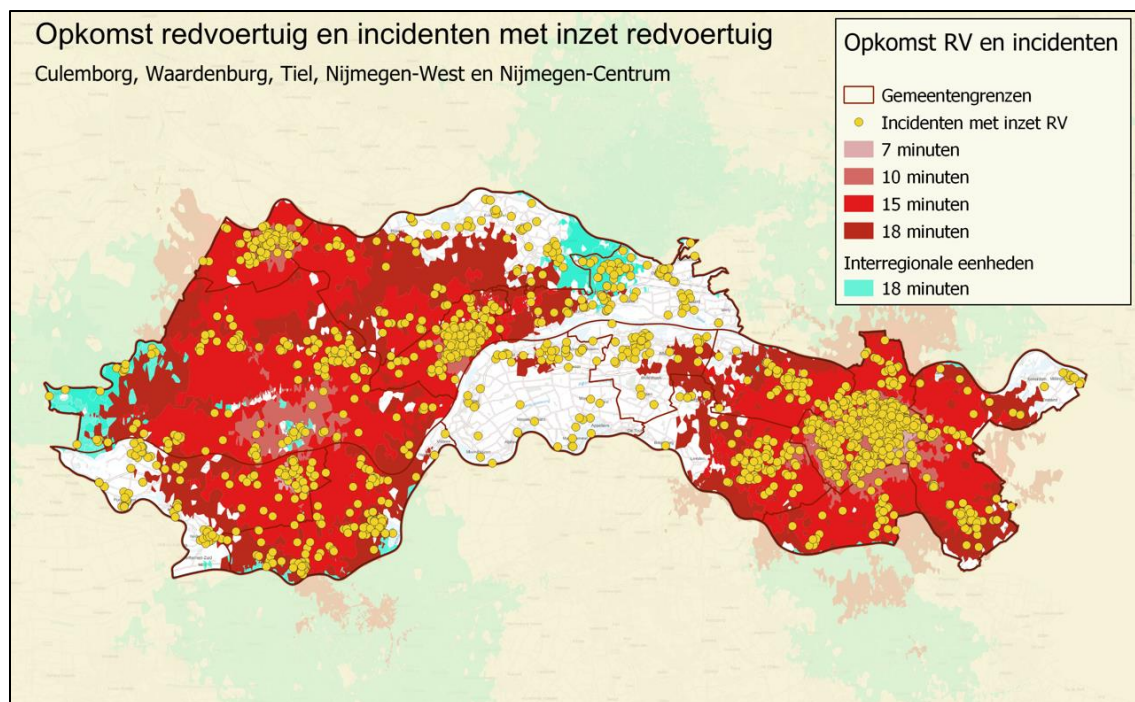 Opkomst redvoertuig en incidenten met inzet redvoertuig
Culemborg, Waardenburg, Tiel, Nijmegen-West en Nijmegen-Centrum
Opkomst RV en incidenten
Gemeentengrenzen
Incidenten met inzet RV
7 minuten
10 minuten
15 minuten
18 minuten
Interregionale eenheden
18 minuten